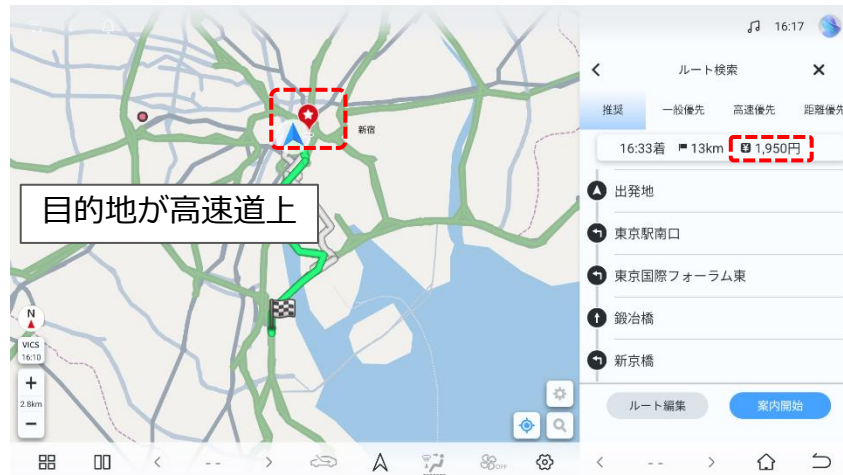 16:17
ルート検索
推奨
一般優先
高速優先
距離優先
16:33着 13km 1,950円
新宿
目的地が高速道上
出発地
東京駅南口
東京国際フォーラム東
鍛冶橋
新京橋
N
VICS
16:10
+
2.8km
-
ルート編集
案内開始
< -- >
OFF
< -- >